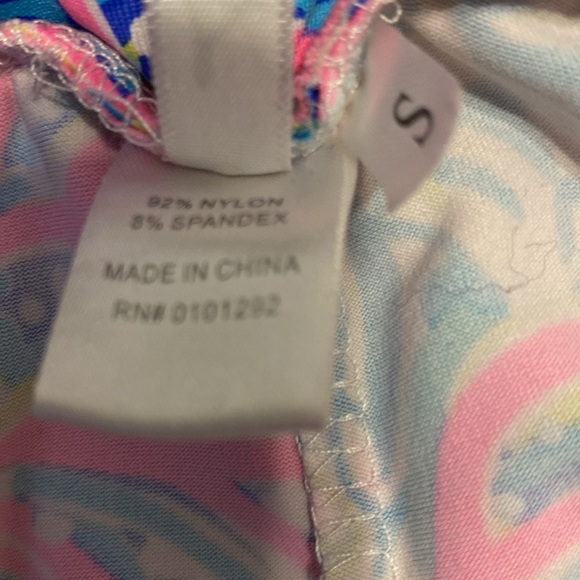 S
92% NYLON
8% SPANDEX
MADE IN CHINA
RN# 0101292